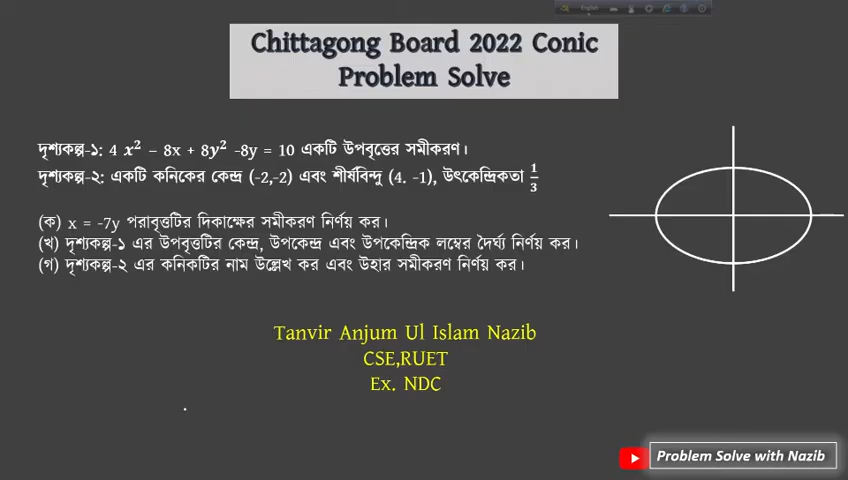 English
Chittagong Board 2022 Conic
Problem Solve
দৃশ্যকল্প-১: 4 x² – 8x + 8y² -8y = 10 একটি উপবৃত্তের সমীকরণ।
দৃশ্যকল্প-২: একটি কনিকের কেন্দ্র (-2,-2) এবং শীর্ষবিন্দু (4. -1), উৎকেন্দ্রিকতা 1/3
(ক) x = -7y পরাবৃত্তটির দিকাক্ষের সমীকরণ নির্ণয় কর।
(খ) দৃশ্যকল্প-১ এর উপবৃত্তটির কেন্দ্র, উপকেন্দ্র এবং উপকেন্দ্রিক লম্বের দৈর্ঘ্য নির্ণয় কর।
(গ) দৃশ্যকল্প-২ এর কনিকটির নাম উল্লেখ কর এবং উহার সমীকরণ নির্ণয় কর।
Tanvir Anjum Ul Islam Nazib
CSE,RUET
Ex. NDC
Problem Solve with Nazib